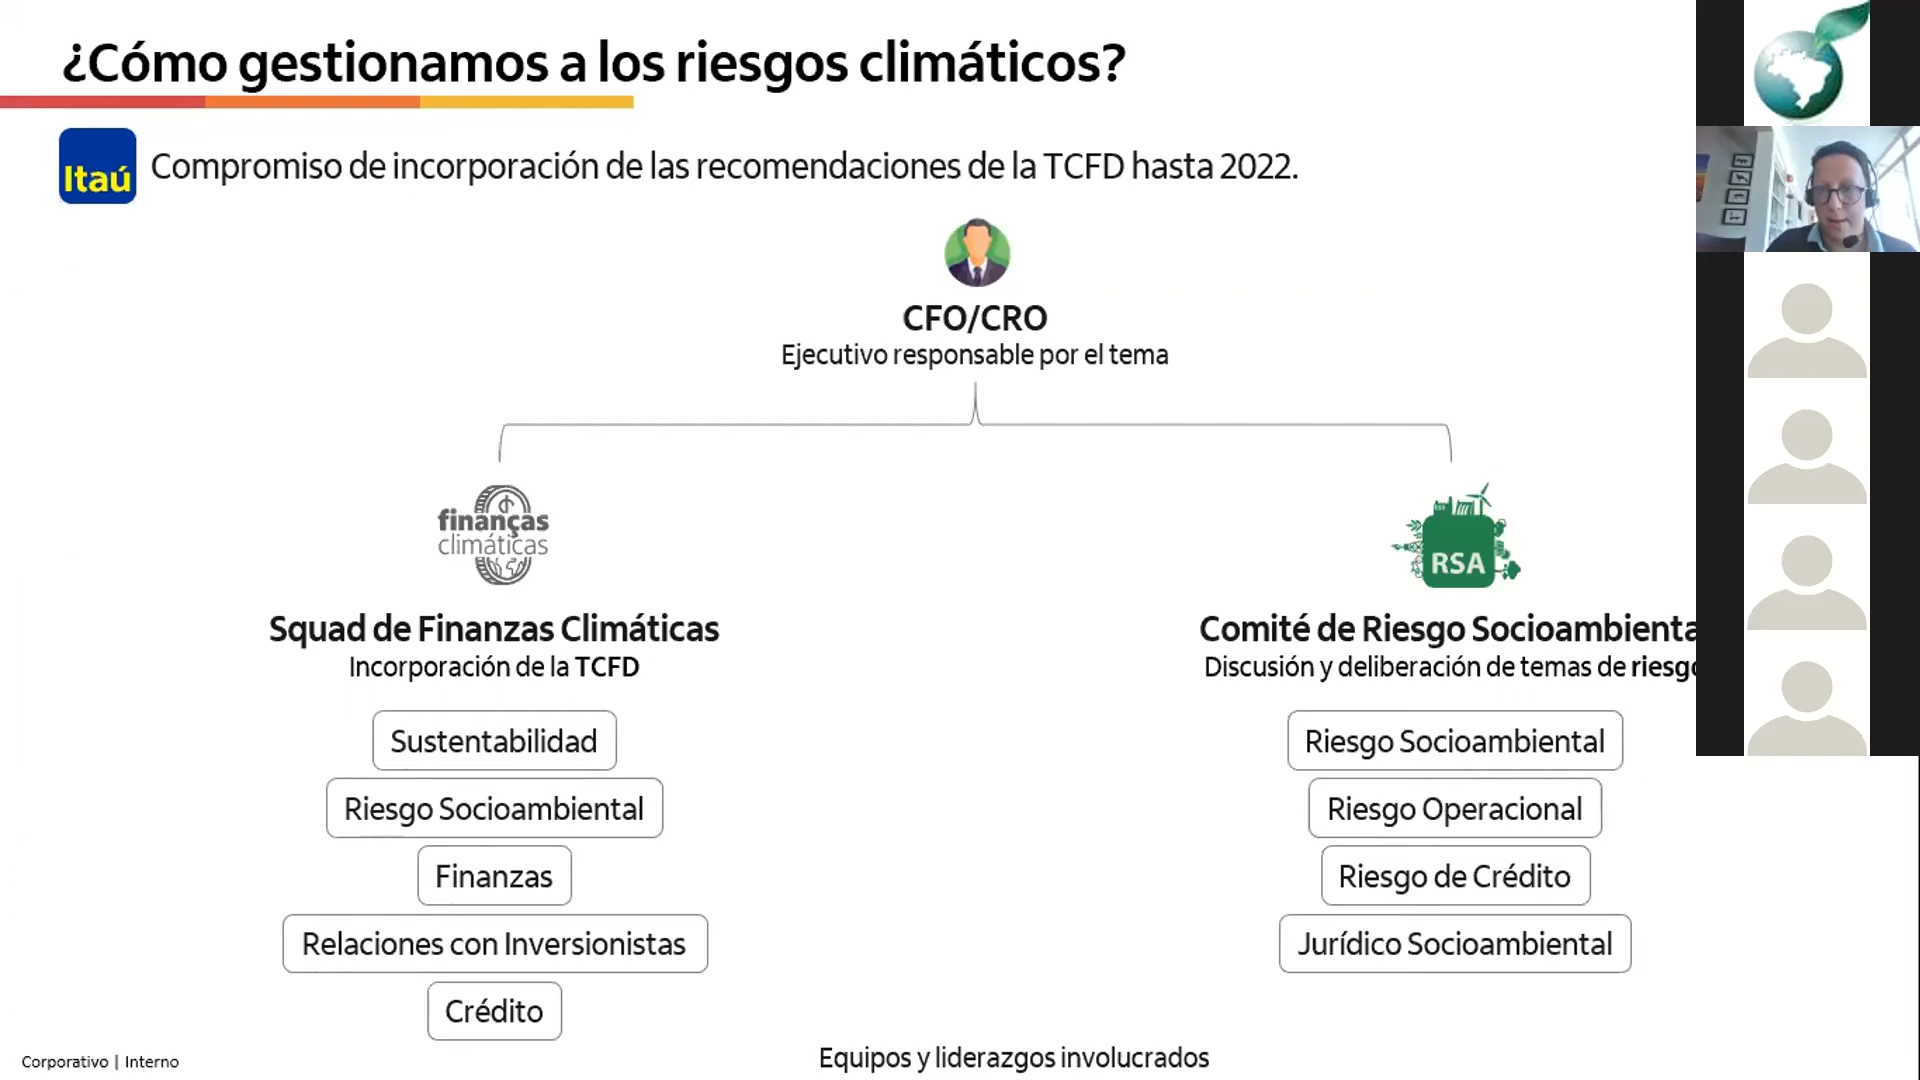 ¿Cómo gestionamos a los riesgos climáticos?
Itaú
Compromiso de incorporación de las recomendaciones de la TCFD hasta 2022.
CFO/CRO
Ejecutivo responsable por el tema
finanças
climáticas
Squad de Finanzas Climáticas
Incorporación de la TCFD
Sustentabilidad
Riesgo Socioambiental
Finanzas
Relaciones con Inversionistas
Crédito
RSA
Comité de Riesgo Socioambienta
Discusión y deliberación de temas de riesgo
Riesgo Socioambiental
Riesgo Operacional
Riesgo de Crédito
Jurídico Socioambiental
Equipos y liderazgos involucrados
Corporativo | Interno